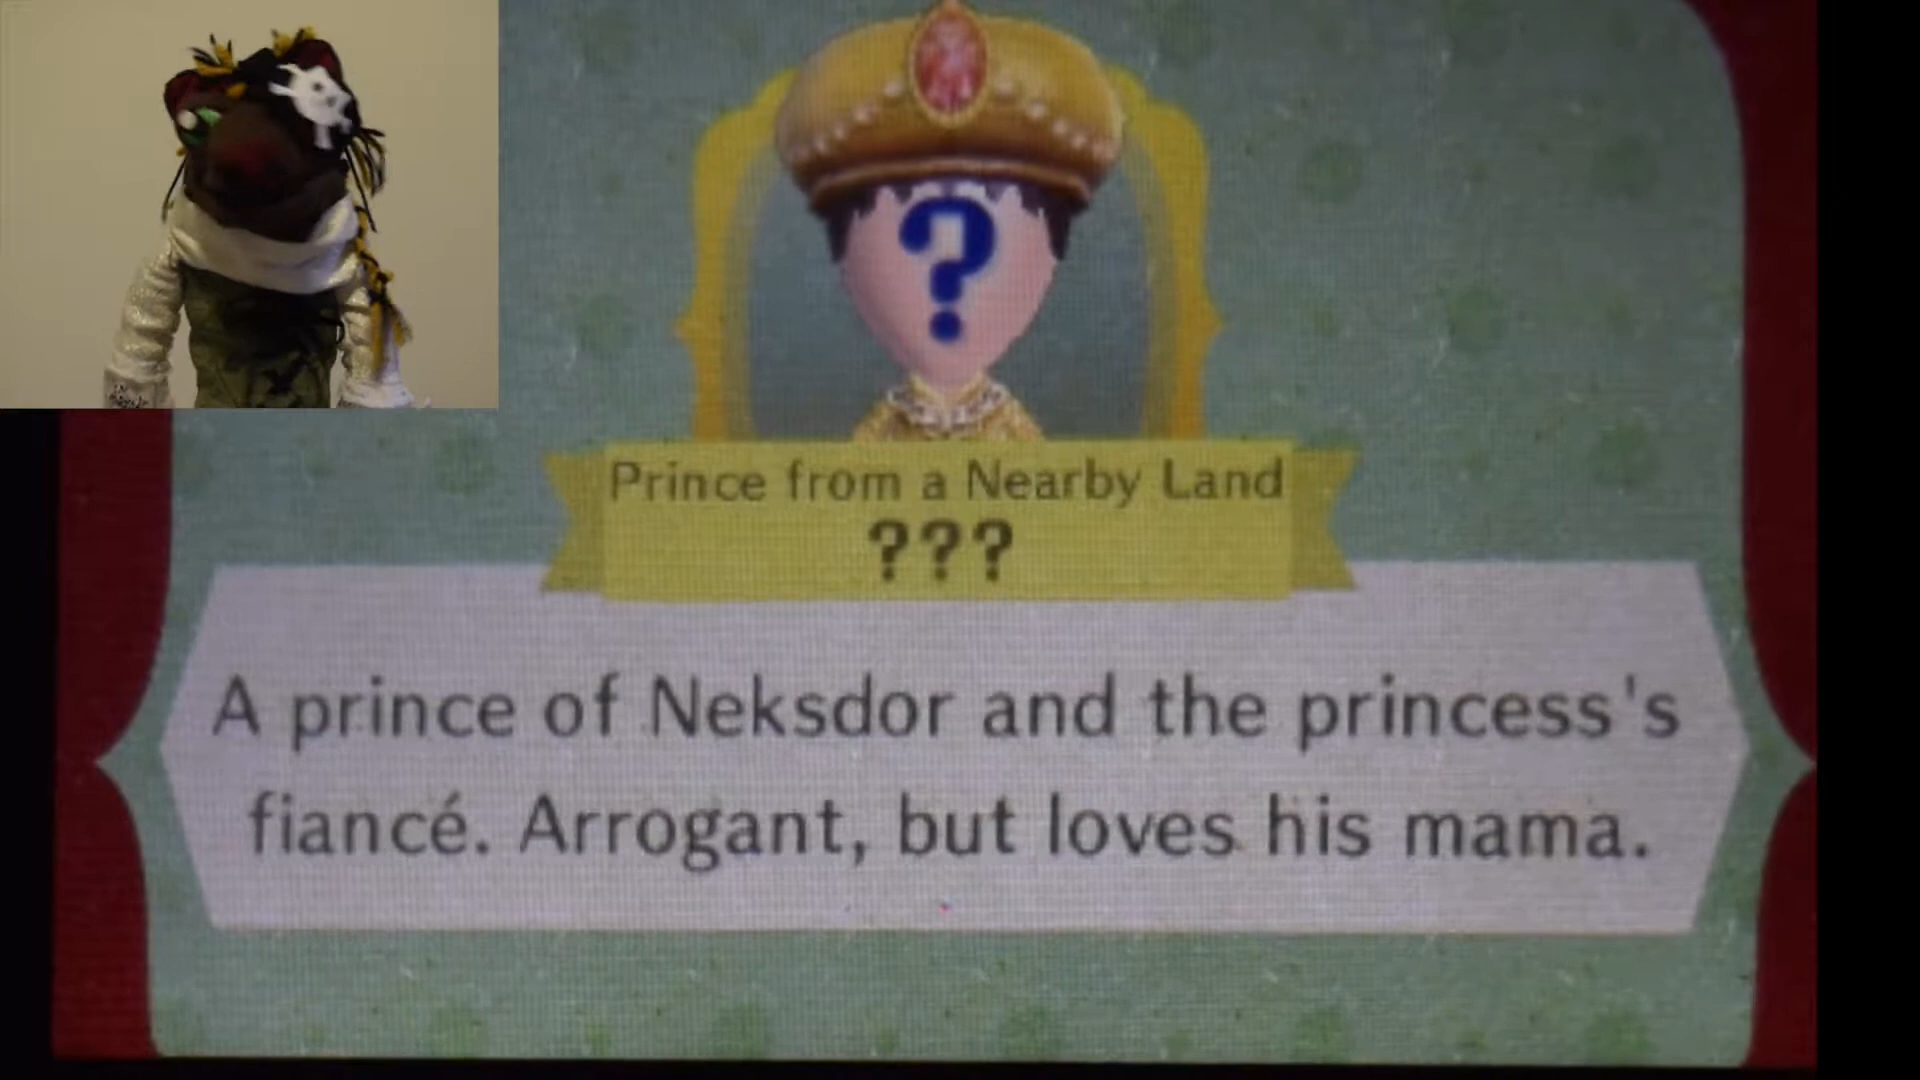 Prince from a Nearby Land
???
A prince of Neksdor and the princess's
fiancé. Arrogant, but loves his mama.